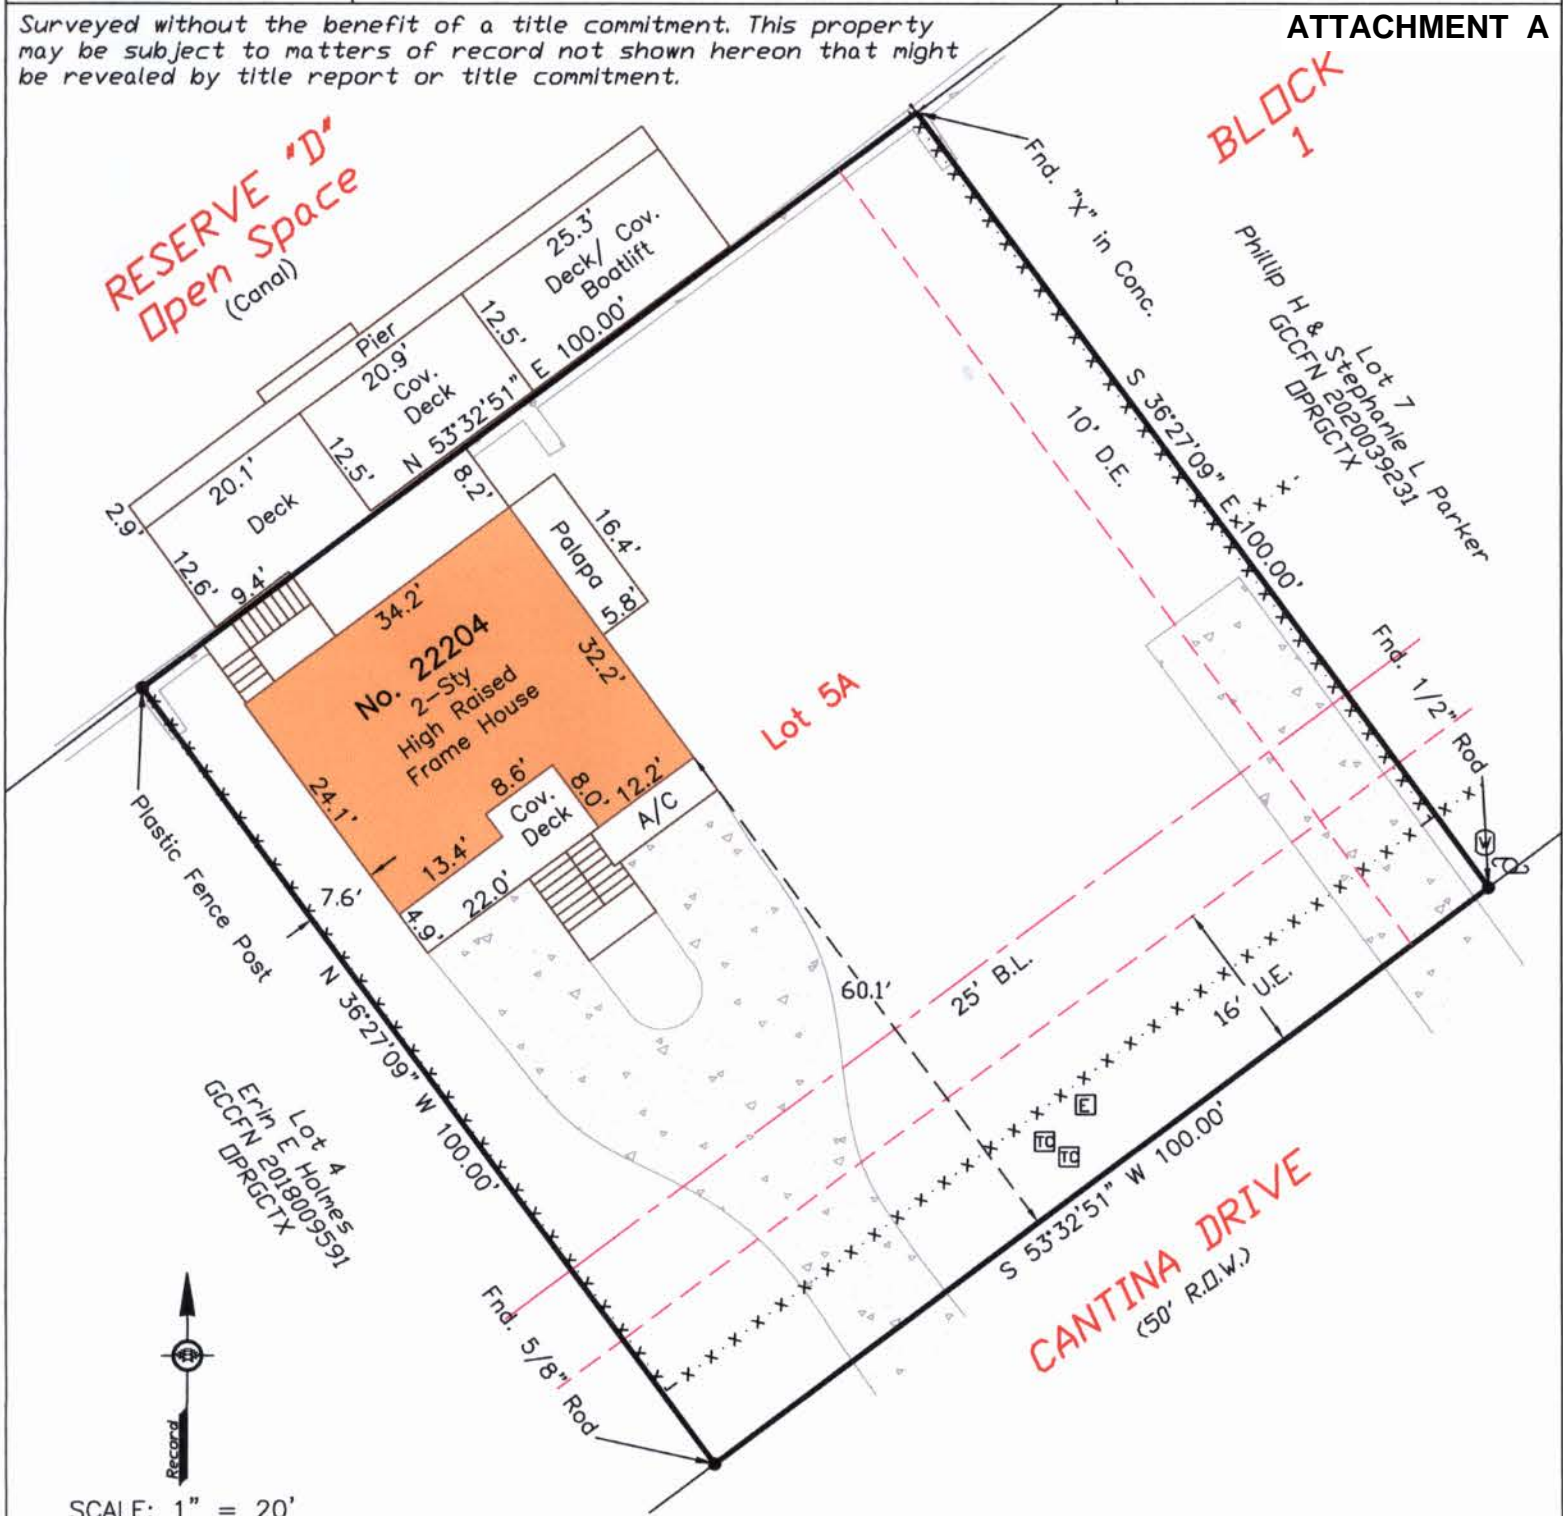 Surveyed without the benefit of a title commitment. This property
may be subject to matters of record not shown hereon that might
be revealed by title report or title commitment.
ATTACHMENT A
BLOCK
1
RESERVE "D"
Open Space
(Canal)
Fnd. "X" in Conc.
25.3'
Deck/ Cov.
Boatlift
12.5'
Pier
20.9'
Cov.
Deck
12.5'
20.1'
Deck
2.9'
12.6'
9.4'
N 53°32'51" E 100.00'
8.2'
Lot 7
Phillip H & Stephanie L Parker
GCCFN 2020039231
OPRGCTX
S 36°27'09" E 100.00'
10' D.E.
Palapa
16.4'
5.8'
34.2'
32.2'
No. 22204
2-Sty
High Raised
Frame House
24.1'
8.6'
8.0'
12.2'
13.4'
Cov.
Deck
A/C
22.0'
4.9'
7.6'
Lot 5A
Fnd. 1/2" Rod
W
Plastic Fence Post
N 36°27'09" W 100.00'
60.1'
25' B.L.
16' U.E.
E
TC
TC
Lot 4
Erin E Holmes
GCCFN 2018009591
OPRGCTX
S 53°32'51" W 100.00'
CANTINA DRIVE
(50' R.O.W.)
Fnd. 5/8" Rod
Record
SCALE: 1" = 20'